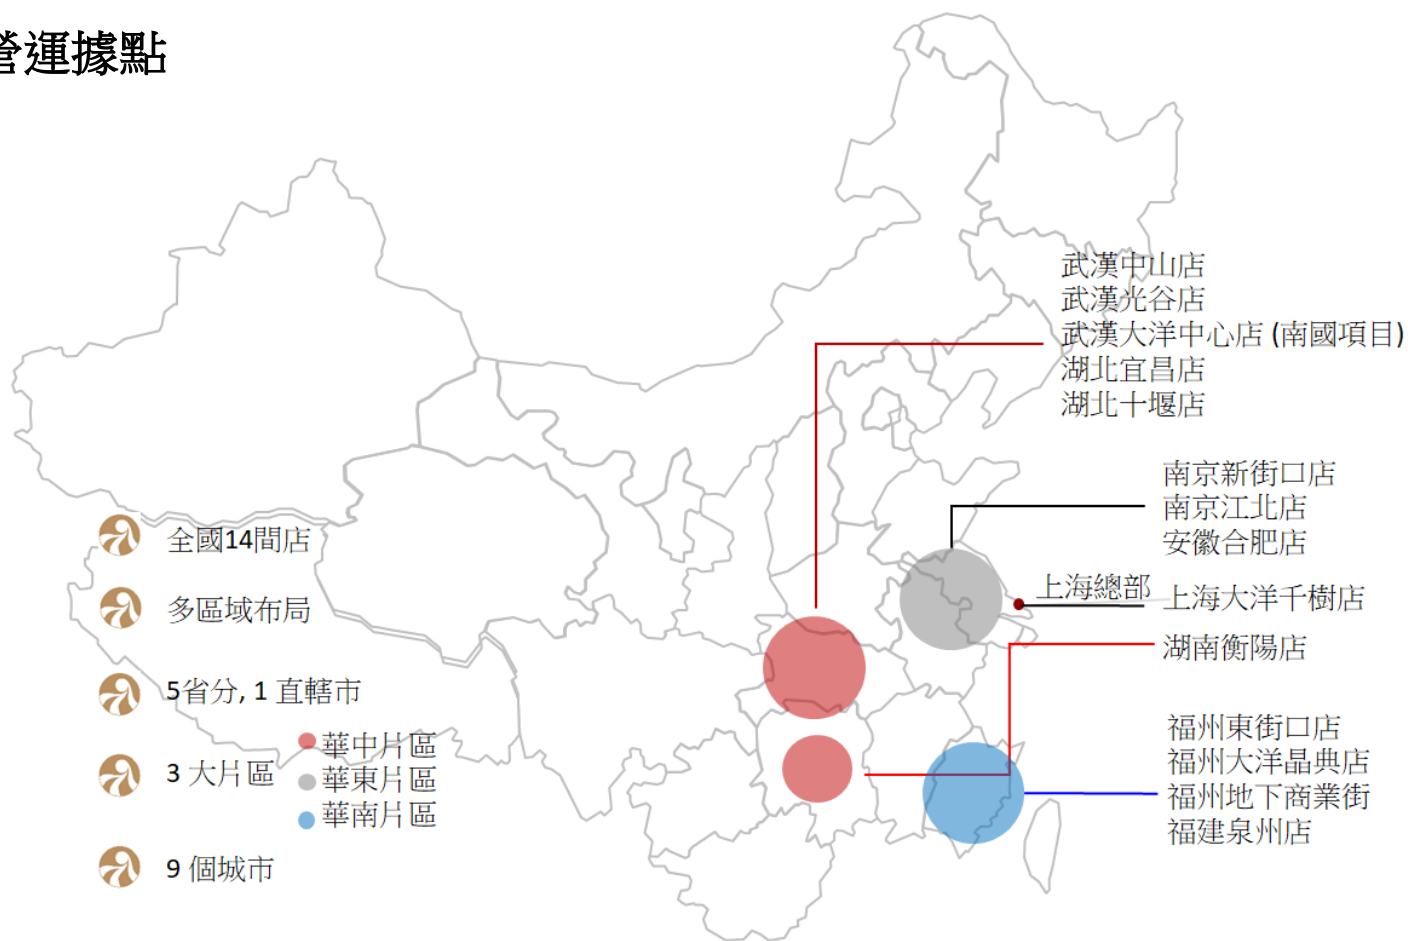 營運據點
武漢中山店
武漢光谷店
武漢大洋中心店 (南國項目)
湖北宜昌店
湖北十堰店
南京新街口店
南京江北店
安徽合肥店
上海總部
上海大洋千樹店
湖南衡陽店
福州東街口店
福州大洋晶典店
福州地下商業街
福建泉州店
全國14間店
多區域布局
5省分, 1 直轄市
3 大片區
華中片區
華東片區
華南片區
9 個城市